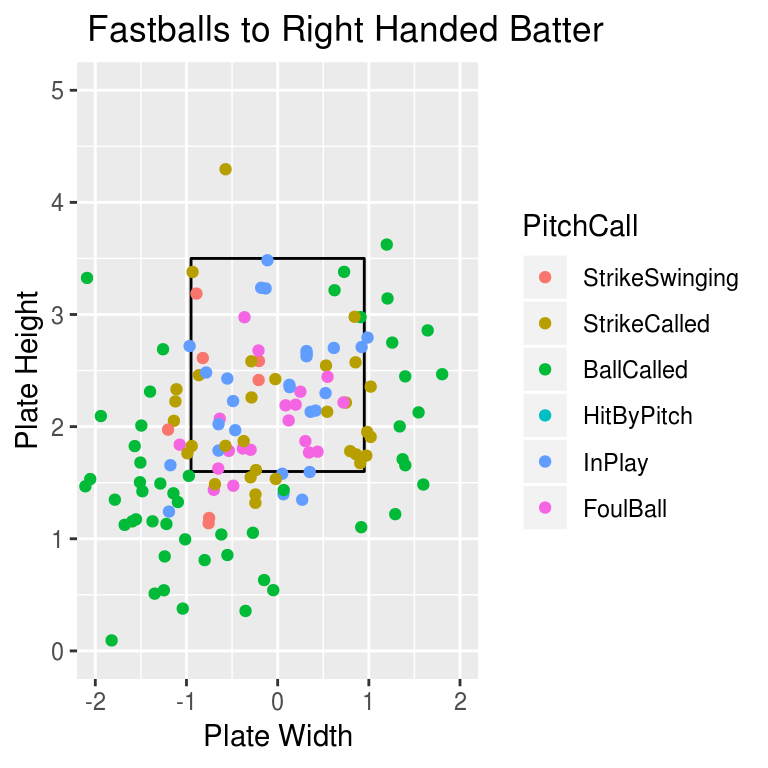 Fastballs to Right Handed Batter
5
4
3
2
1
0
Plate Height
-2 -1 0 1 2
Plate Width
PitchCall
StrikeSwinging
StrikeCalled
BallCalled
HitByPitch
InPlay
FoulBall